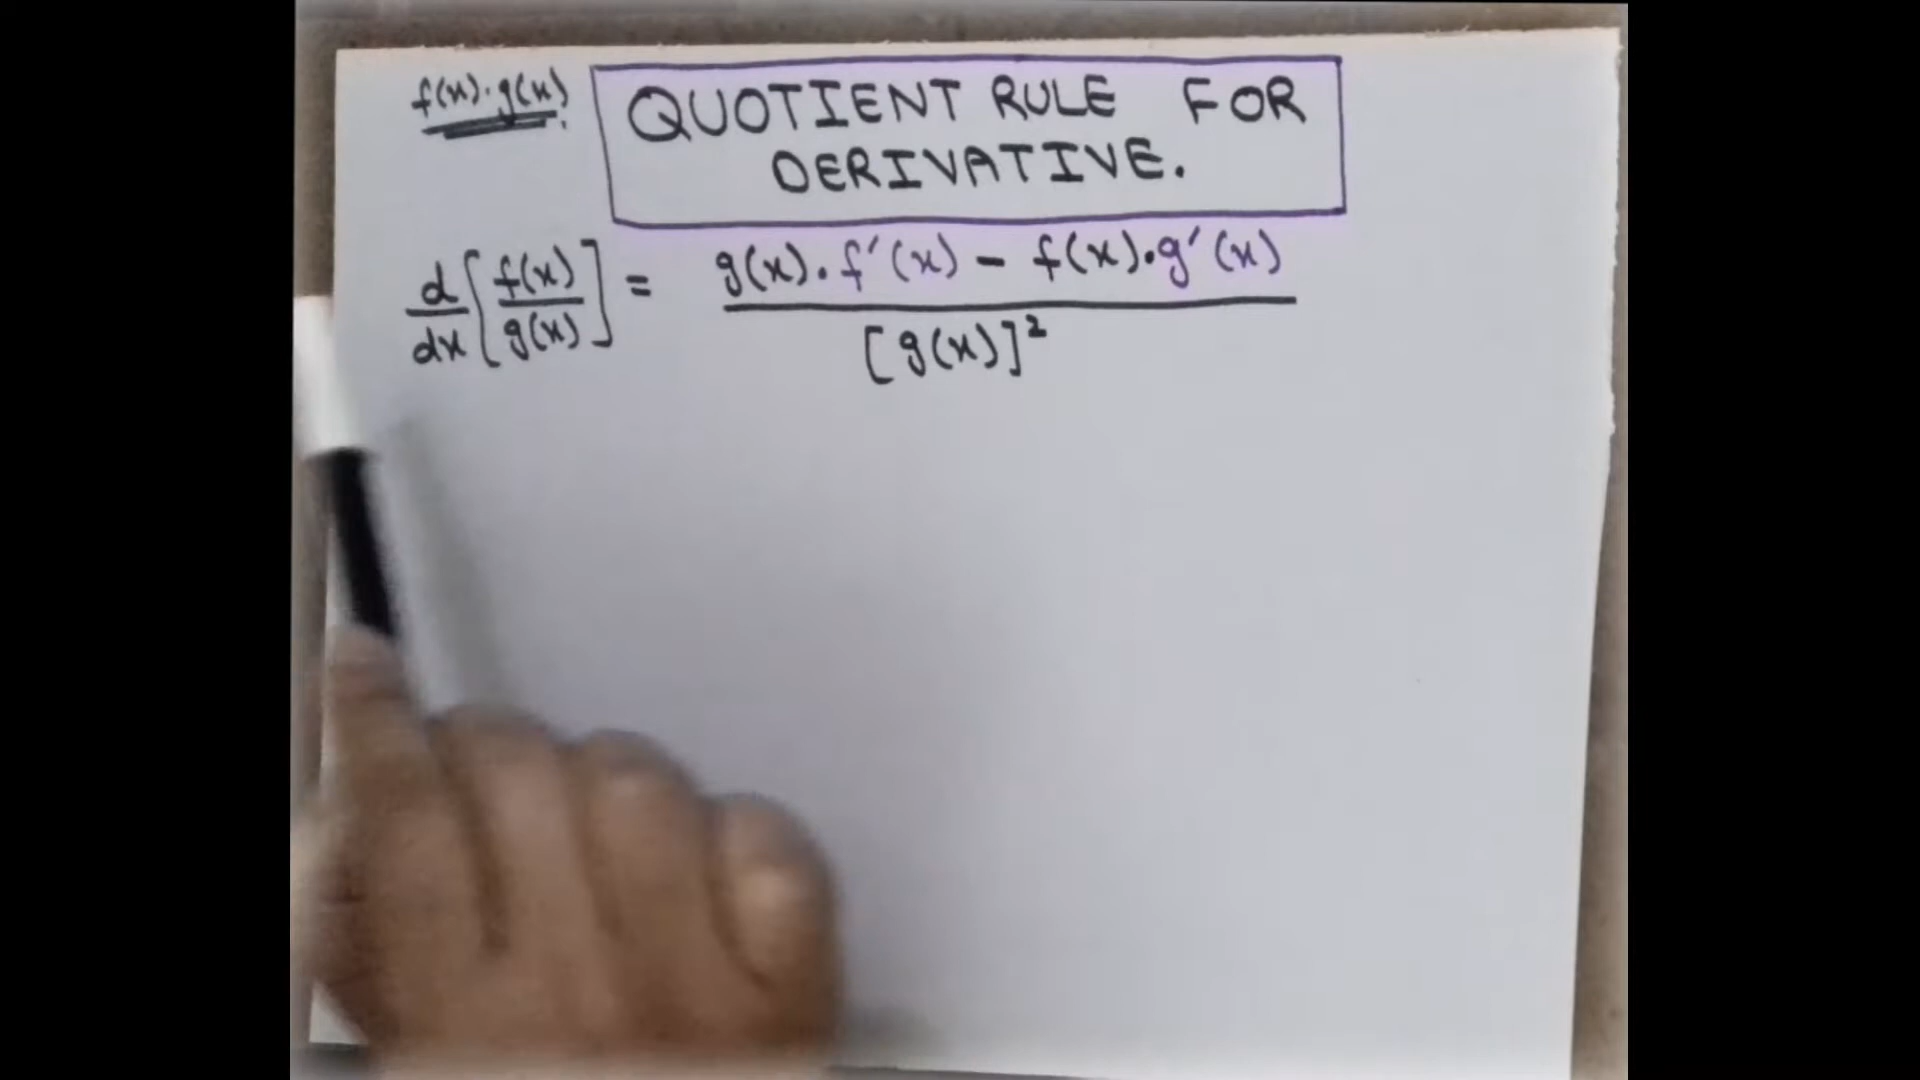 f(x)·g(x)
QUOTIENT RULE FOR
DERIVATIVE.
d/dx [f(x)/g(x)] = g(x)·f′(x) − f(x)·g′(x) / [g(x)]²